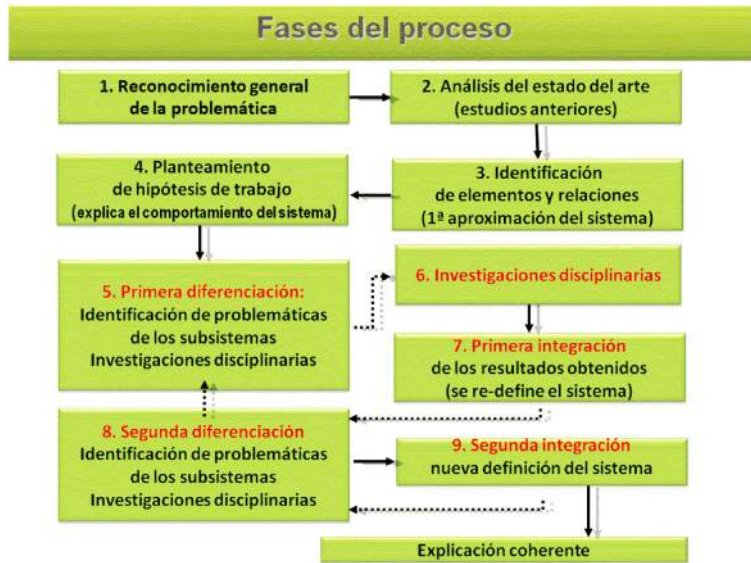 Fases del proceso
1. Reconocimiento general
de la problemática
2. Análisis del estado del arte
(estudios anteriores)
3. Identificación
de elementos y relaciones
(1ª aproximación del sistema)
4. Planteamiento
de hipótesis de trabajo
(explica el comportamiento del sistema)
5. Primera diferenciación:
Identificación de problemáticas
de los subsistemas
Investigaciones disciplinarias
6. Investigaciones disciplinarias
7. Primera integración
de los resultados obtenidos
(se re-define el sistema)
8. Segunda diferenciación
Identificación de problemáticas
de los subsistemas
Investigaciones disciplinarias
9. Segunda integración
nueva definición del sistema
Explicación coherente